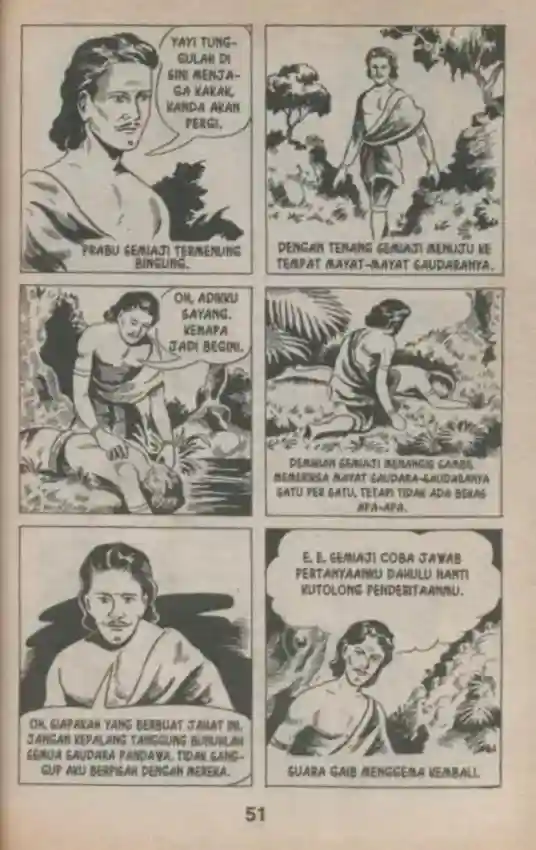 YAYI TUNG-
GULAH DI
SINI MENJA-
GA KAKAK,
KANDA AKAN
PERGI.
PRABU SEMIAJI TERMENUNG
BINGUNG.
DENGAN TENANG SEMIAJI MENUJU KE
TEMPAT MAYAT-MAYAT SAUDARANYA.
OH, ADIKKU
SAYANG.
KENAPA
JADI BEGINI.
DEMIKIAN SEMIAJI MENANGIS SAMBIL
MEMERIKSA MAYAT SAUDARA-SAUDARANYA
SATU PER SATU, TETAPI TIDAK ADA BEKAS
APA-APA.
OH, SIAPAKAH YANG BERBUAT JAHAT INI,
JANGAN KEPALANG TANGGUNG BUNUHLAH
SEMUA SAUDARA PANDAWA, TIDAK SANG-
GUP AKU BERPISAH DENGAN MEREKA.
E, E, SEMIAJI COBA JAWAB
PERTANYAANKU DAHULU NANTI
KUTOLONG PENDERITAANMU.
SUARA GAIB MENGGEMA KEMBALI.
51